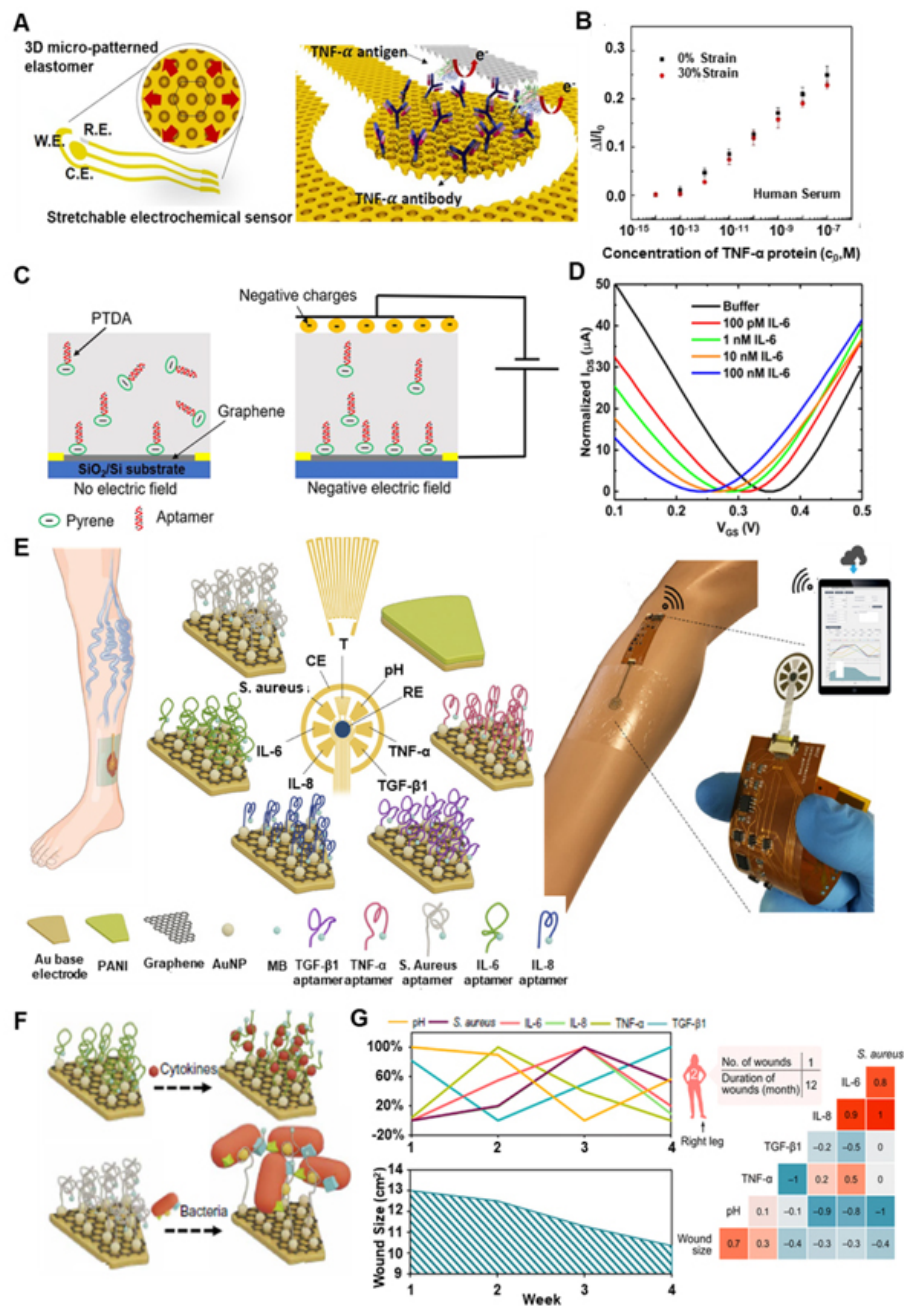 A
3D micro-patterned
elastomer
W.E.
R.E.
C.E.
Stretchable electrochemical sensor
TNF-α antigen
e-
e-
TNF-α antibody
B
ΔI/I₀
0.2
0.1
0.0
0% Strain
30%Strain
Human Serum
10⁻¹⁵
10⁻¹³
10⁻¹¹
10⁻⁹
10⁻⁷
Concentration of TNF-α protein (c₀,M)
C
PTDA
Graphene
SiO₂/Si substrate
No electric field
Pyrene
Aptamer
Negative charges
Negative electric field
D
Normalized I_DS (μA)
50
40
30
20
10
0
Buffer
100 pM IL-6
1 nM IL-6
10 nM IL-6
100 nM IL-6
0.1
0.2
0.3
0.4
0.5
V_GS (V)
E
T
CE
pH
S. aureus
RE
IL-6
TNF-α
IL-8
TGF-β1
Au base
electrode
PANI
Graphene
AuNP
MB
TGF-β1
aptamer
TNF-α
aptamer
S. Aureus
aptamer
IL-6
aptamer
IL-8
aptamer
F
Cytokines
Bacteria
G
pH
S. aureus
IL-6
IL-8
TNF-α
TGF-β1
100%
60%
20%
-20%
1
2
3
4
Wound Size (cm²)
14
13
12
11
10
9
1
2
3
4
Week
2
Right leg
No. of wounds 1
Duration of
wounds (month) 12
S. aureus
IL-6 0.8
IL-8 0.9 1
TGF-β1 −0.2 −0.5 0
TNF-α −1 0.2 0.5 0
pH 0.1 −0.1 −0.9 −0.8 −1
Wound
size 0.7 0.3 −0.4 −0.3 −0.3 −0.4